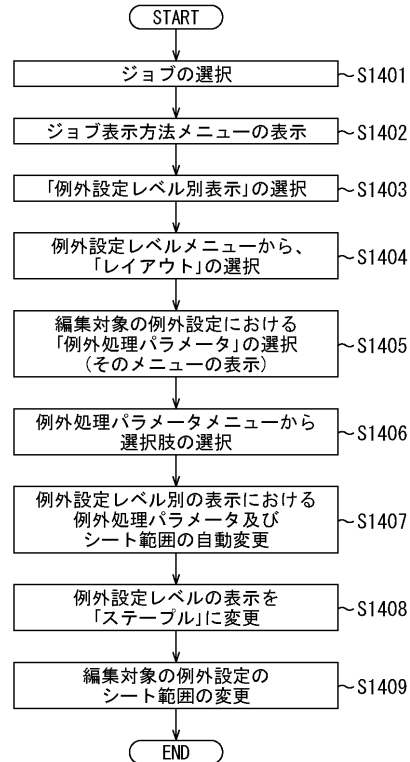 START
ジョブの選択
~S1401
ジョブ表示方法メニューの表示
~S1402
「例外設定レベル別表示」の選択
~S1403
例外設定レベルメニューから、
「レイアウト」の選択
~S1404
編集対象の例外設定における
「例外処理パラメータ」の選択
(そのメニューの表示)
~S1405
例外処理パラメータメニューから
選択肢の選択
~S1406
例外設定レベル別の表示における
例外処理パラメータ及び
シート範囲の自動変更
~S1407
例外設定レベルの表示を
「ステープル」に変更
~S1408
編集対象の例外設定の
シート範囲の変更
~S1409
END